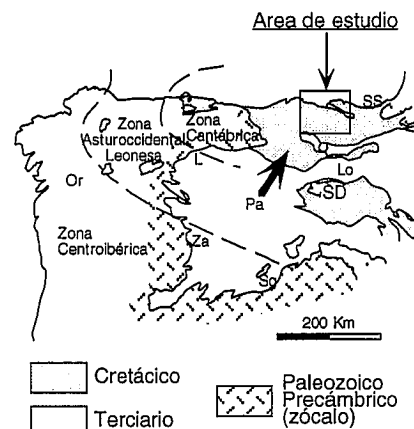 Area de estudio
SS
Zona
Asturoccidental
Leonesa
Zona
Cantábrica
L
Or
Lo
SD
Pa
Zona
Centroibérica
Za
Sg
200 Km
Cretácico
Terciario
Paleozoico
Precámbrico
(zócalo)